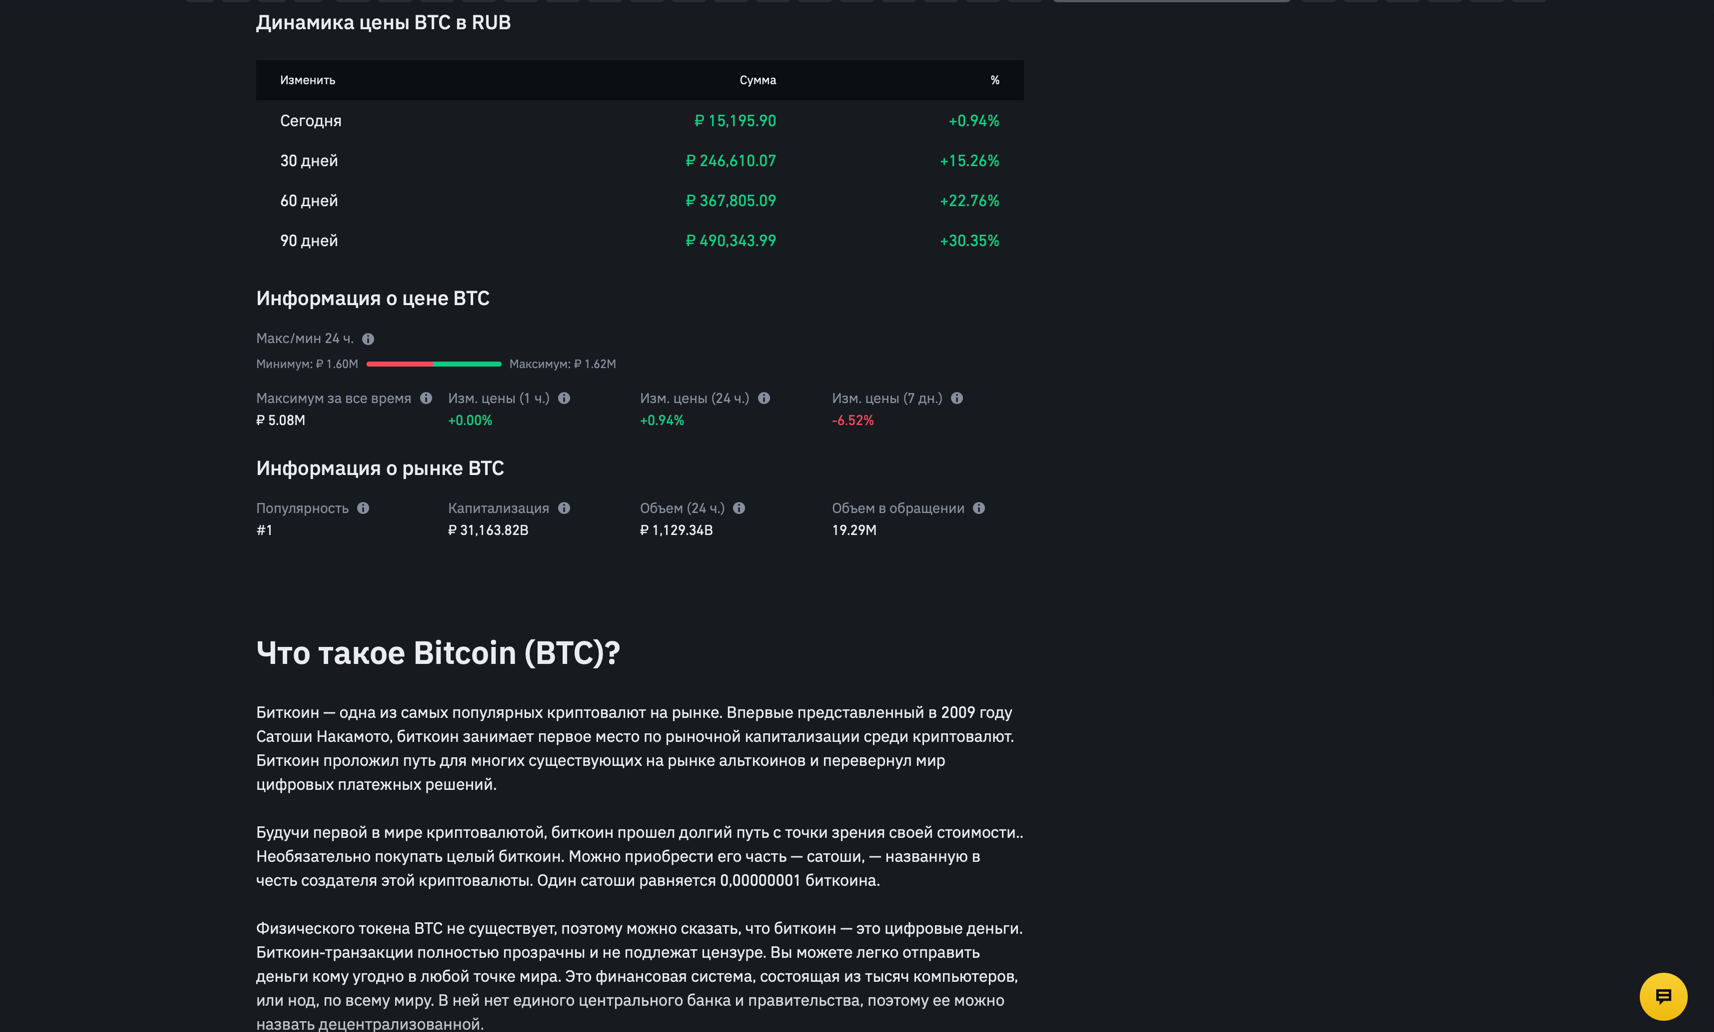 Динамика цены BTC в RUB
Изменить Сумма %
Сегодня ₽ 15,195.90 +0.94%
30 дней ₽ 246,610.07 +15.26%
60 дней ₽ 367,805.09 +22.76%
90 дней ₽ 490,343.99 +30.35%
Информация о цене BTC
Макс/мин 24 ч.
Минимум: ₽ 1.60M Максимум: ₽ 1.62M
Максимум за все время Изм. цены (1 ч.) Изм. цены (24 ч.) Изм. цены (7 дн.)
₽ 5.08M +0.00% +0.94% -6.52%
Информация о рынке BTC
Популярность Капитализация Объем (24 ч.) Объем в обращении
#1 ₽ 31,163.82B ₽ 1,129.34B 19.29M
Что такое Bitcoin (BTC)?
Биткоин — одна из самых популярных криптовалют на рынке. Впервые представленный в 2009 году
Сатоши Накамото, биткоин занимает первое место по рыночной капитализации среди криптовалют.
Биткоин проложил путь для многих существующих на рынке альткоинов и перевернул мир
цифровых платежных решений.
Будучи первой в мире криптовалютой, биткоин прошел долгий путь с точки зрения своей стоимости..
Необязательно покупать целый биткоин. Можно приобрести его часть — сатоши, — названную в
честь создателя этой криптовалюты. Один сатоши равняется 0,00000001 биткоина.
Физического токена BTC не существует, поэтому можно сказать, что биткоин — это цифровые деньги.
Биткоин-транзакции полностью прозрачны и не подлежат цензуре. Вы можете легко отправить
деньги кому угодно в любой точке мира. Это финансовая система, состоящая из тысяч компьютеров,
или нод, по всему миру. В ней нет единого центрального банка и правительства, поэтому ее можно
назвать децентрализованной.